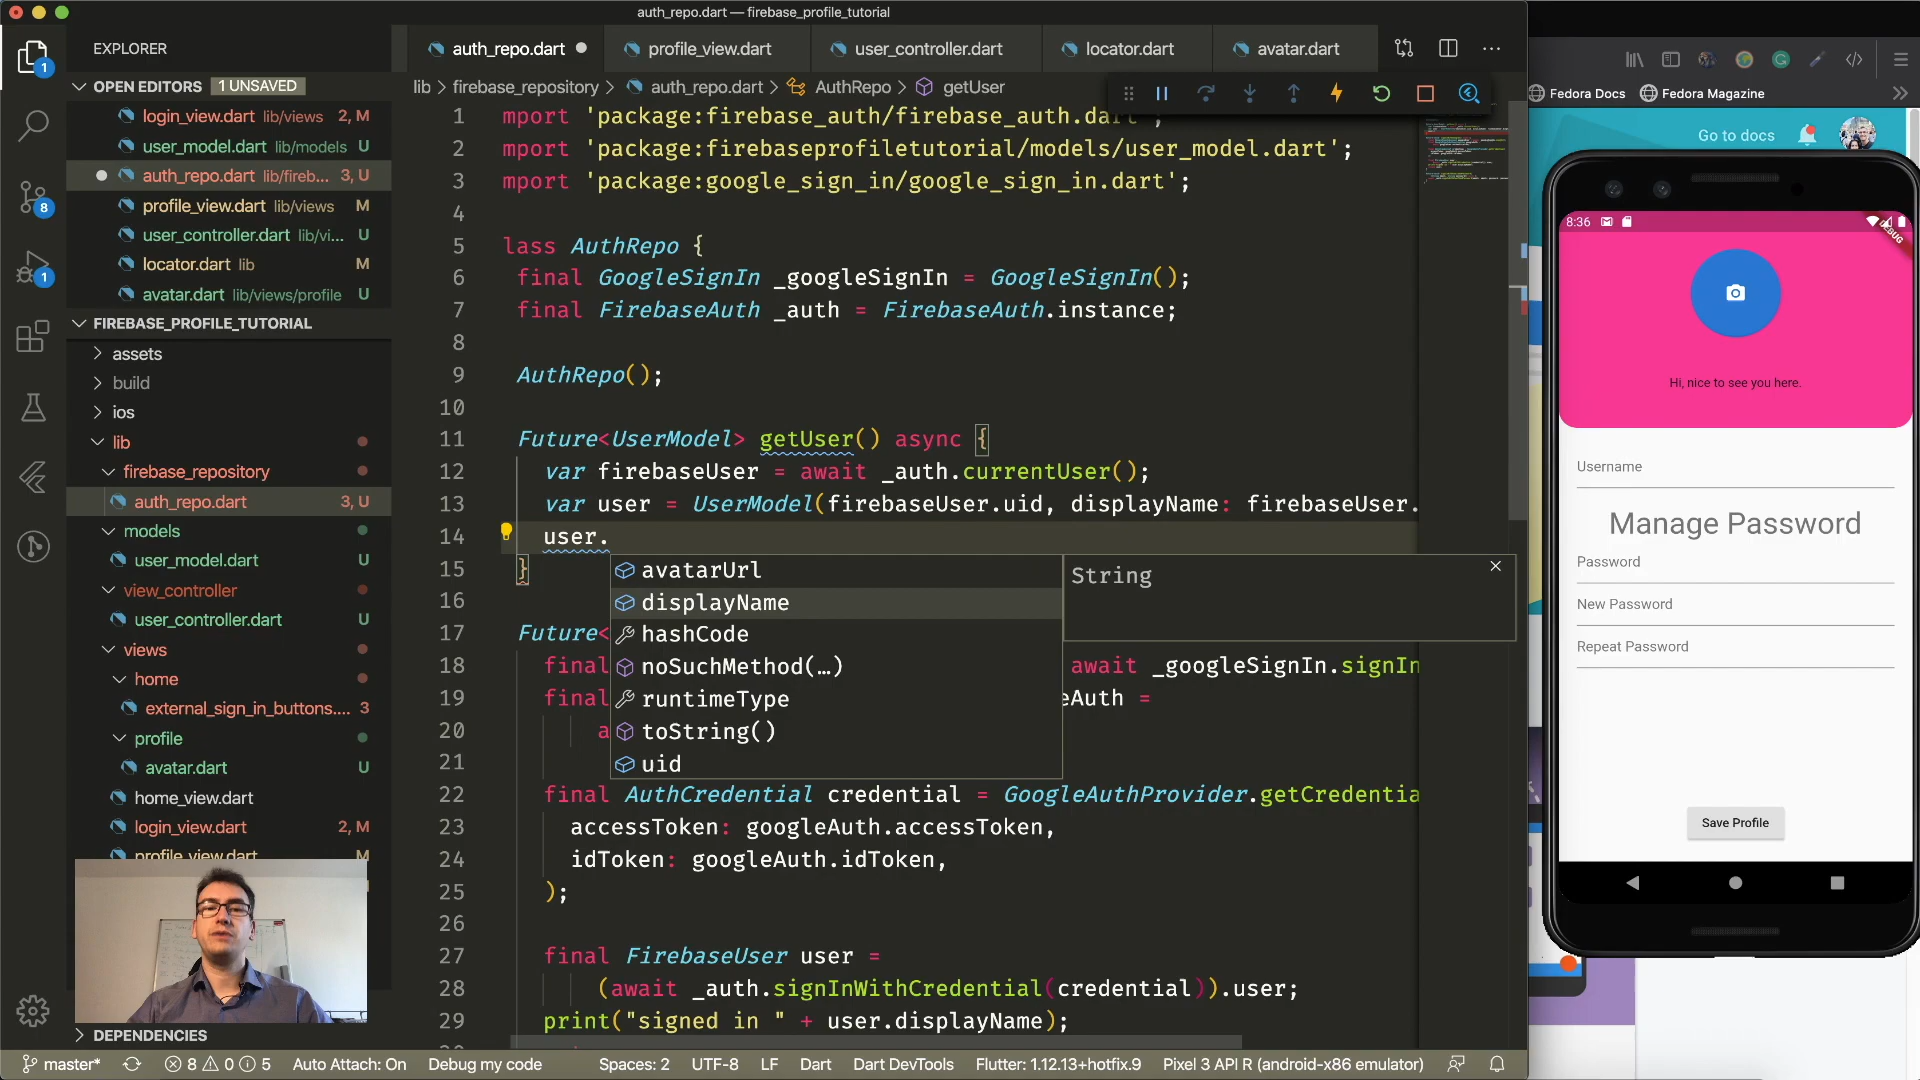 auth_repo.dart — firebase_profile_tutorial
EXPLORER
OPEN EDITORS 1 UNSAVED
login_view.dart lib/views 2, M
user_model.dart lib/models U
auth_repo.dart lib/fireb... 3, U
profile_view.dart lib/views M
user_controller.dart lib/vi... U
locator.dart lib M
avatar.dart lib/views/profile U
FIREBASE_PROFILE_TUTORIAL
assets
build
ios
lib
firebase_repository
auth_repo.dart 3, U
models
user_model.dart U
view_controller
user_controller.dart U
views
home
external_sign_in_buttons.... 3
profile
avatar.dart U
home_view.dart
login_view.dart 2, M
profile_view.dart M
DEPENDENCIES
1
8
1
auth_repo.dart
profile_view.dart
user_controller.dart
locator.dart
avatar.dart
lib > firebase_repository > auth_repo.dart > AuthRepo > getUser
1 mport 'package:firebase_auth/firebase_auth.dart';
2 mport 'package:firebaseprofiletutorial/models/user_model.dart';
3 mport 'package:google_sign_in/google_sign_in.dart';
4
5 lass AuthRepo {
6 final GoogleSignIn _googleSignIn = GoogleSignIn();
7 final FirebaseAuth _auth = FirebaseAuth.instance;
8
9 AuthRepo();
10
11 Future<UserModel> getUser() async {
12 var firebaseUser = await _auth.currentUser();
13 var user = UserModel(firebaseUser.uid, displayName: firebaseUser.
14 user.
15 }
16
17 Future<
18 final await _googleSignIn.signIn
19 final eAuth =
20 a
21
22 final AuthCredential credential = GoogleAuthProvider.getCredentia
23 accessToken: googleAuth.accessToken,
24 idToken: googleAuth.idToken,
25 );
26
27 final FirebaseUser user =
28 (await _auth.signInWithCredential(credential)).user;
29 print("signed in " + user.displayName);
avatarUrl
displayName
hashCode
noSuchMethod(…)
runtimeType
toString()
uid
String
master* 8 0 5 Auto Attach: On Debug my code Spaces: 2 UTF-8 LF Dart Dart DevTools Flutter: 1.12.13+hotfix.9 Pixel 3 API R (android-x86 emulator)
Fedora Docs Fedora Magazine
Go to docs
8:36
DEBUG
Hi, nice to see you here.
Username
Manage Password
Password
New Password
Repeat Password
Save Profile